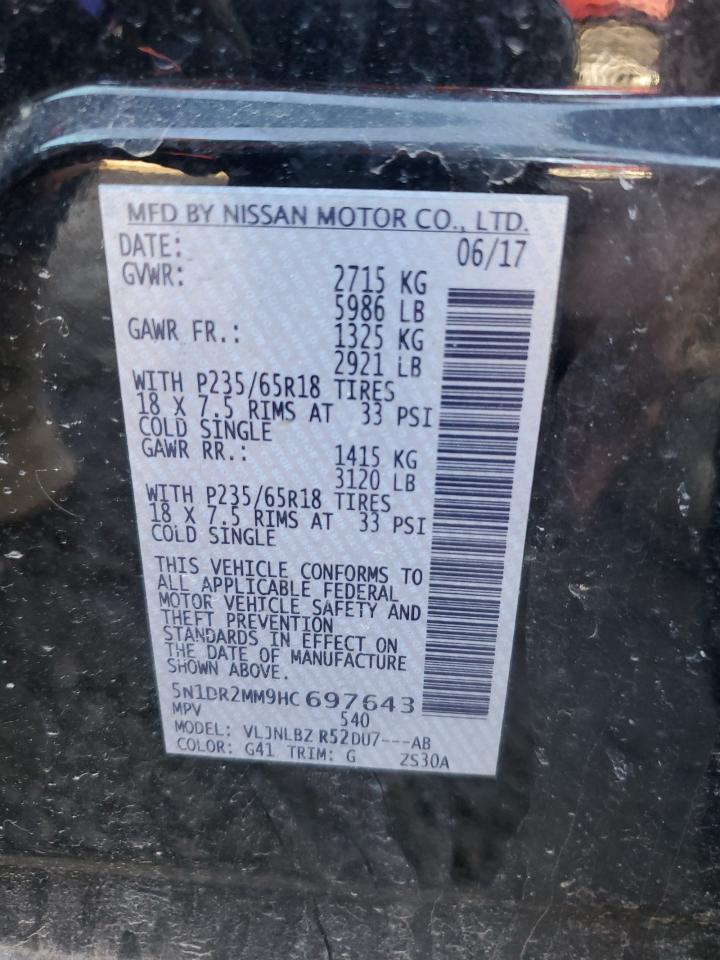 MFD BY NISSAN MOTOR CO., LTD.
DATE: 06/17
GVWR: 2715 KG
5986 LB
GAWR FR.: 1325 KG
2921 LB
WITH P235/65R18 TIRES
18 X 7.5 RIMS AT 33 PSI
COLD SINGLE
GAWR RR.: 1415 KG
3120 LB
WITH P235/65R18 TIRES
18 X 7.5 RIMS AT 33 PSI
COLD SINGLE
THIS VEHICLE CONFORMS TO
ALL APPLICABLE FEDERAL
MOTOR VEHICLE SAFETY AND
THEFT PREVENTION
STANDARDS IN EFFECT ON
THE DATE OF MANUFACTURE
SHOWN ABOVE.
5N1DR2MM9HC 697643
MPV 540
MODEL: VLJNLBZ R52DU7---AB
COLOR: G41 TRIM: G ZS30A